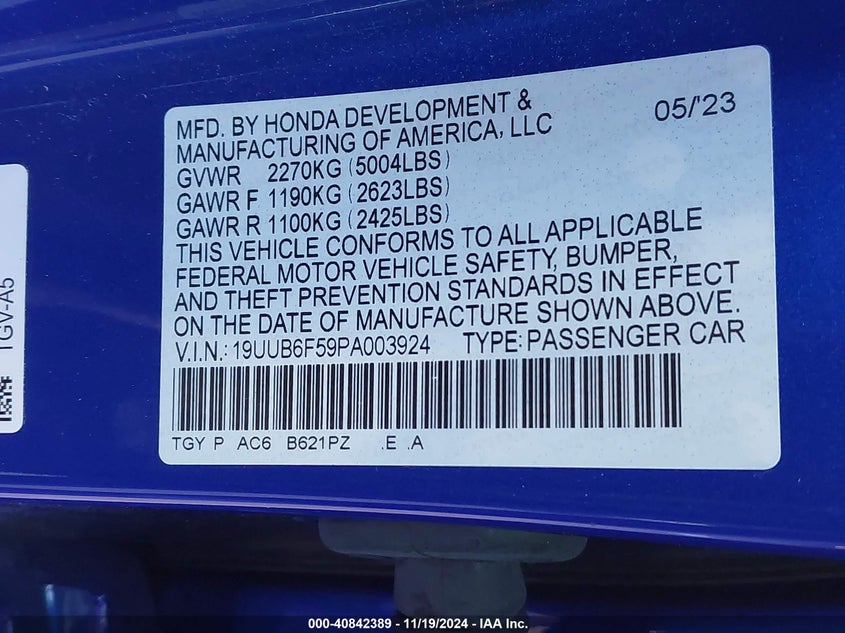 MFD. BY HONDA DEVELOPMENT &
MANUFACTURING OF AMERICA, LLC
05/'23
GVWR 2270KG (5004LBS)
GAWR F 1190KG (2623LBS)
GAWR R 1100KG (2425LBS)
THIS VEHICLE CONFORMS TO ALL APPLICABLE
FEDERAL MOTOR VEHICLE SAFETY, BUMPER,
AND THEFT PREVENTION STANDARDS IN EFFECT
ON THE DATE OF MANUFACTURE SHOWN ABOVE.
V.I.N.: 19UUB6F59PA003924 TYPE: PASSENGER CAR
TGY P AC6 B621PZ .E .A
TGV-A5
000-40842389 - 11/19/2024 - IAA Inc.